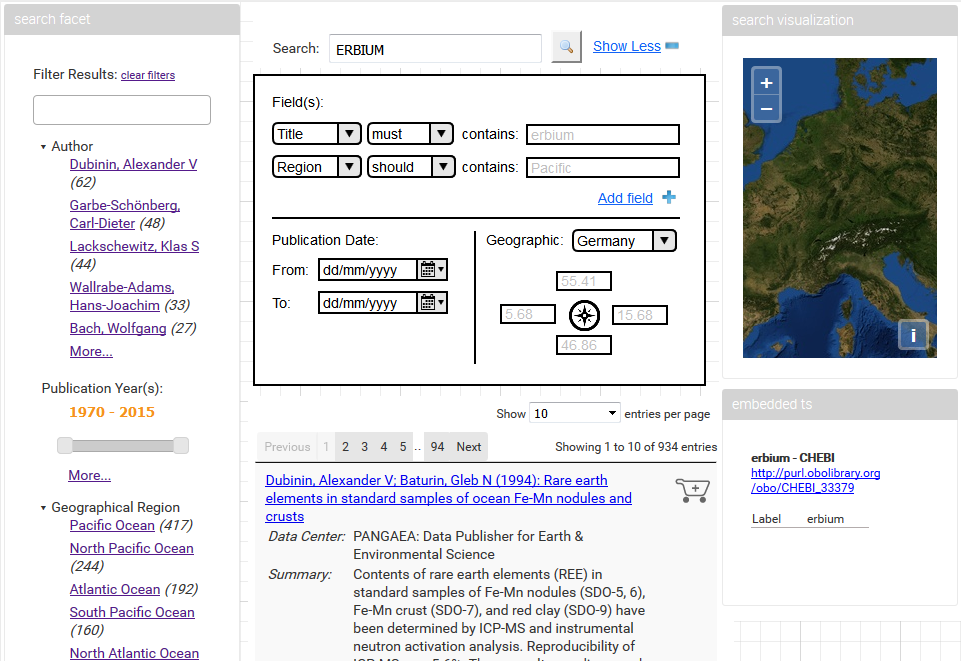 search facet
Filter Results: clear filters
Author
Dubinin, Alexander V
(62)
Garbe-Schönberg,
Carl-Dieter (48)
Lackschewitz, Klas S
(44)
Wallrabe-Adams,
Hans-Joachim (33)
Bach, Wolfgang (27)
More...
Publication Year(s):
1970 - 2015
More...
Geographical Region
Pacific Ocean (417)
North Pacific Ocean
(244)
Atlantic Ocean (192)
South Pacific Ocean
(160)
North Atlantic Ocean
Search: ERBIUM Show Less
Field(s):
Title must contains: erbium
Region should contains: Pacific
Add field
Publication Date:
From: dd/mm/yyyy
To: dd/mm/yyyy
Geographic: Germany
55.41
5.68 15.68
46.86
Show 10 entries per page
Previous 1 2 3 4 5 .. 94 Next Showing 1 to 10 of 934 entries
Dubinin, Alexander V; Baturin, Gleb N (1994): Rare earth
elements in standard samples of ocean Fe-Mn nodules and
crusts
Data Center: PANGAEA: Data Publisher for Earth &
Environmental Science
Summary: Contents of rare earth elements (REE) in
standard samples of Fe-Mn nodules (SDO-5, 6),
Fe-Mn crust (SDO-7), and red clay (SDO-9) have
been determined by ICP-MS and instrumental
neutron activation analysis. Reproducibility of
search visualization
+
−
i
embedded ts
erbium - CHEBI
http://purl.obolibrary.org
/obo/CHEBI_33379
Label erbium